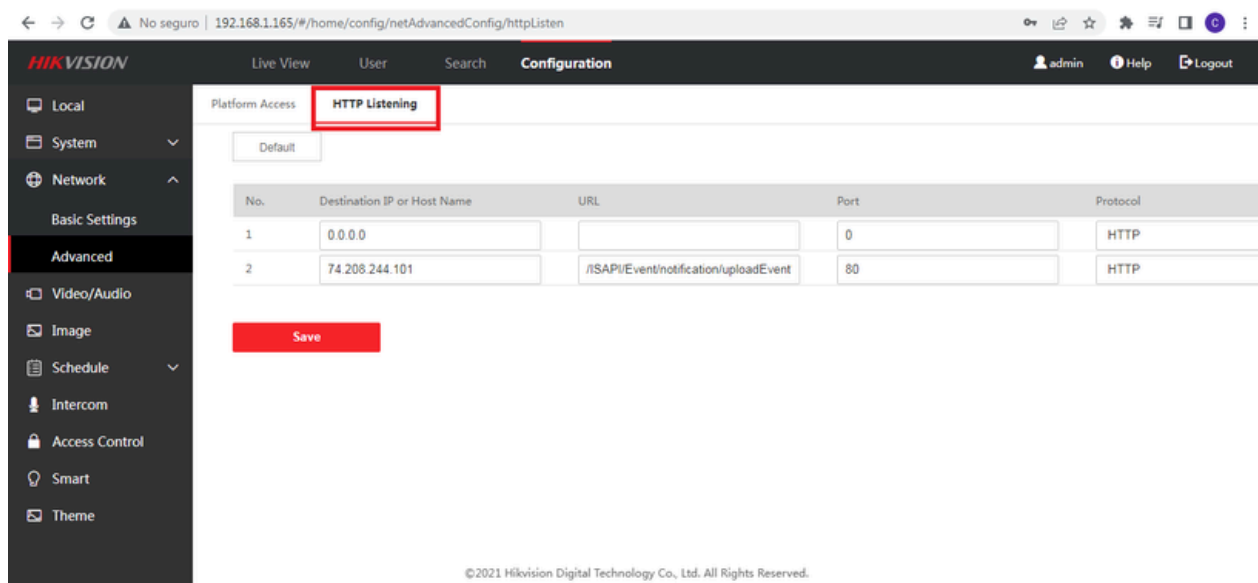 No seguro | 192.168.1.165/#/home/config/netAdvancedConfig/httpListen C
HIKVISION Live View User Search Configuration admin Help Logout
Local
System
Network
Basic Settings
Advanced
Video/Audio
Image
Schedule
Intercom
Access Control
Smart
Theme
Platform Access HTTP Listening
Default
No. Destination IP or Host Name URL Port Protocol
1 0.0.0.0 0 HTTP
2 74.208.244.101 /ISAPI/Event/notification/uploadEvent 80 HTTP
Save
©2021 Hikvision Digital Technology Co., Ltd. All Rights Reserved.